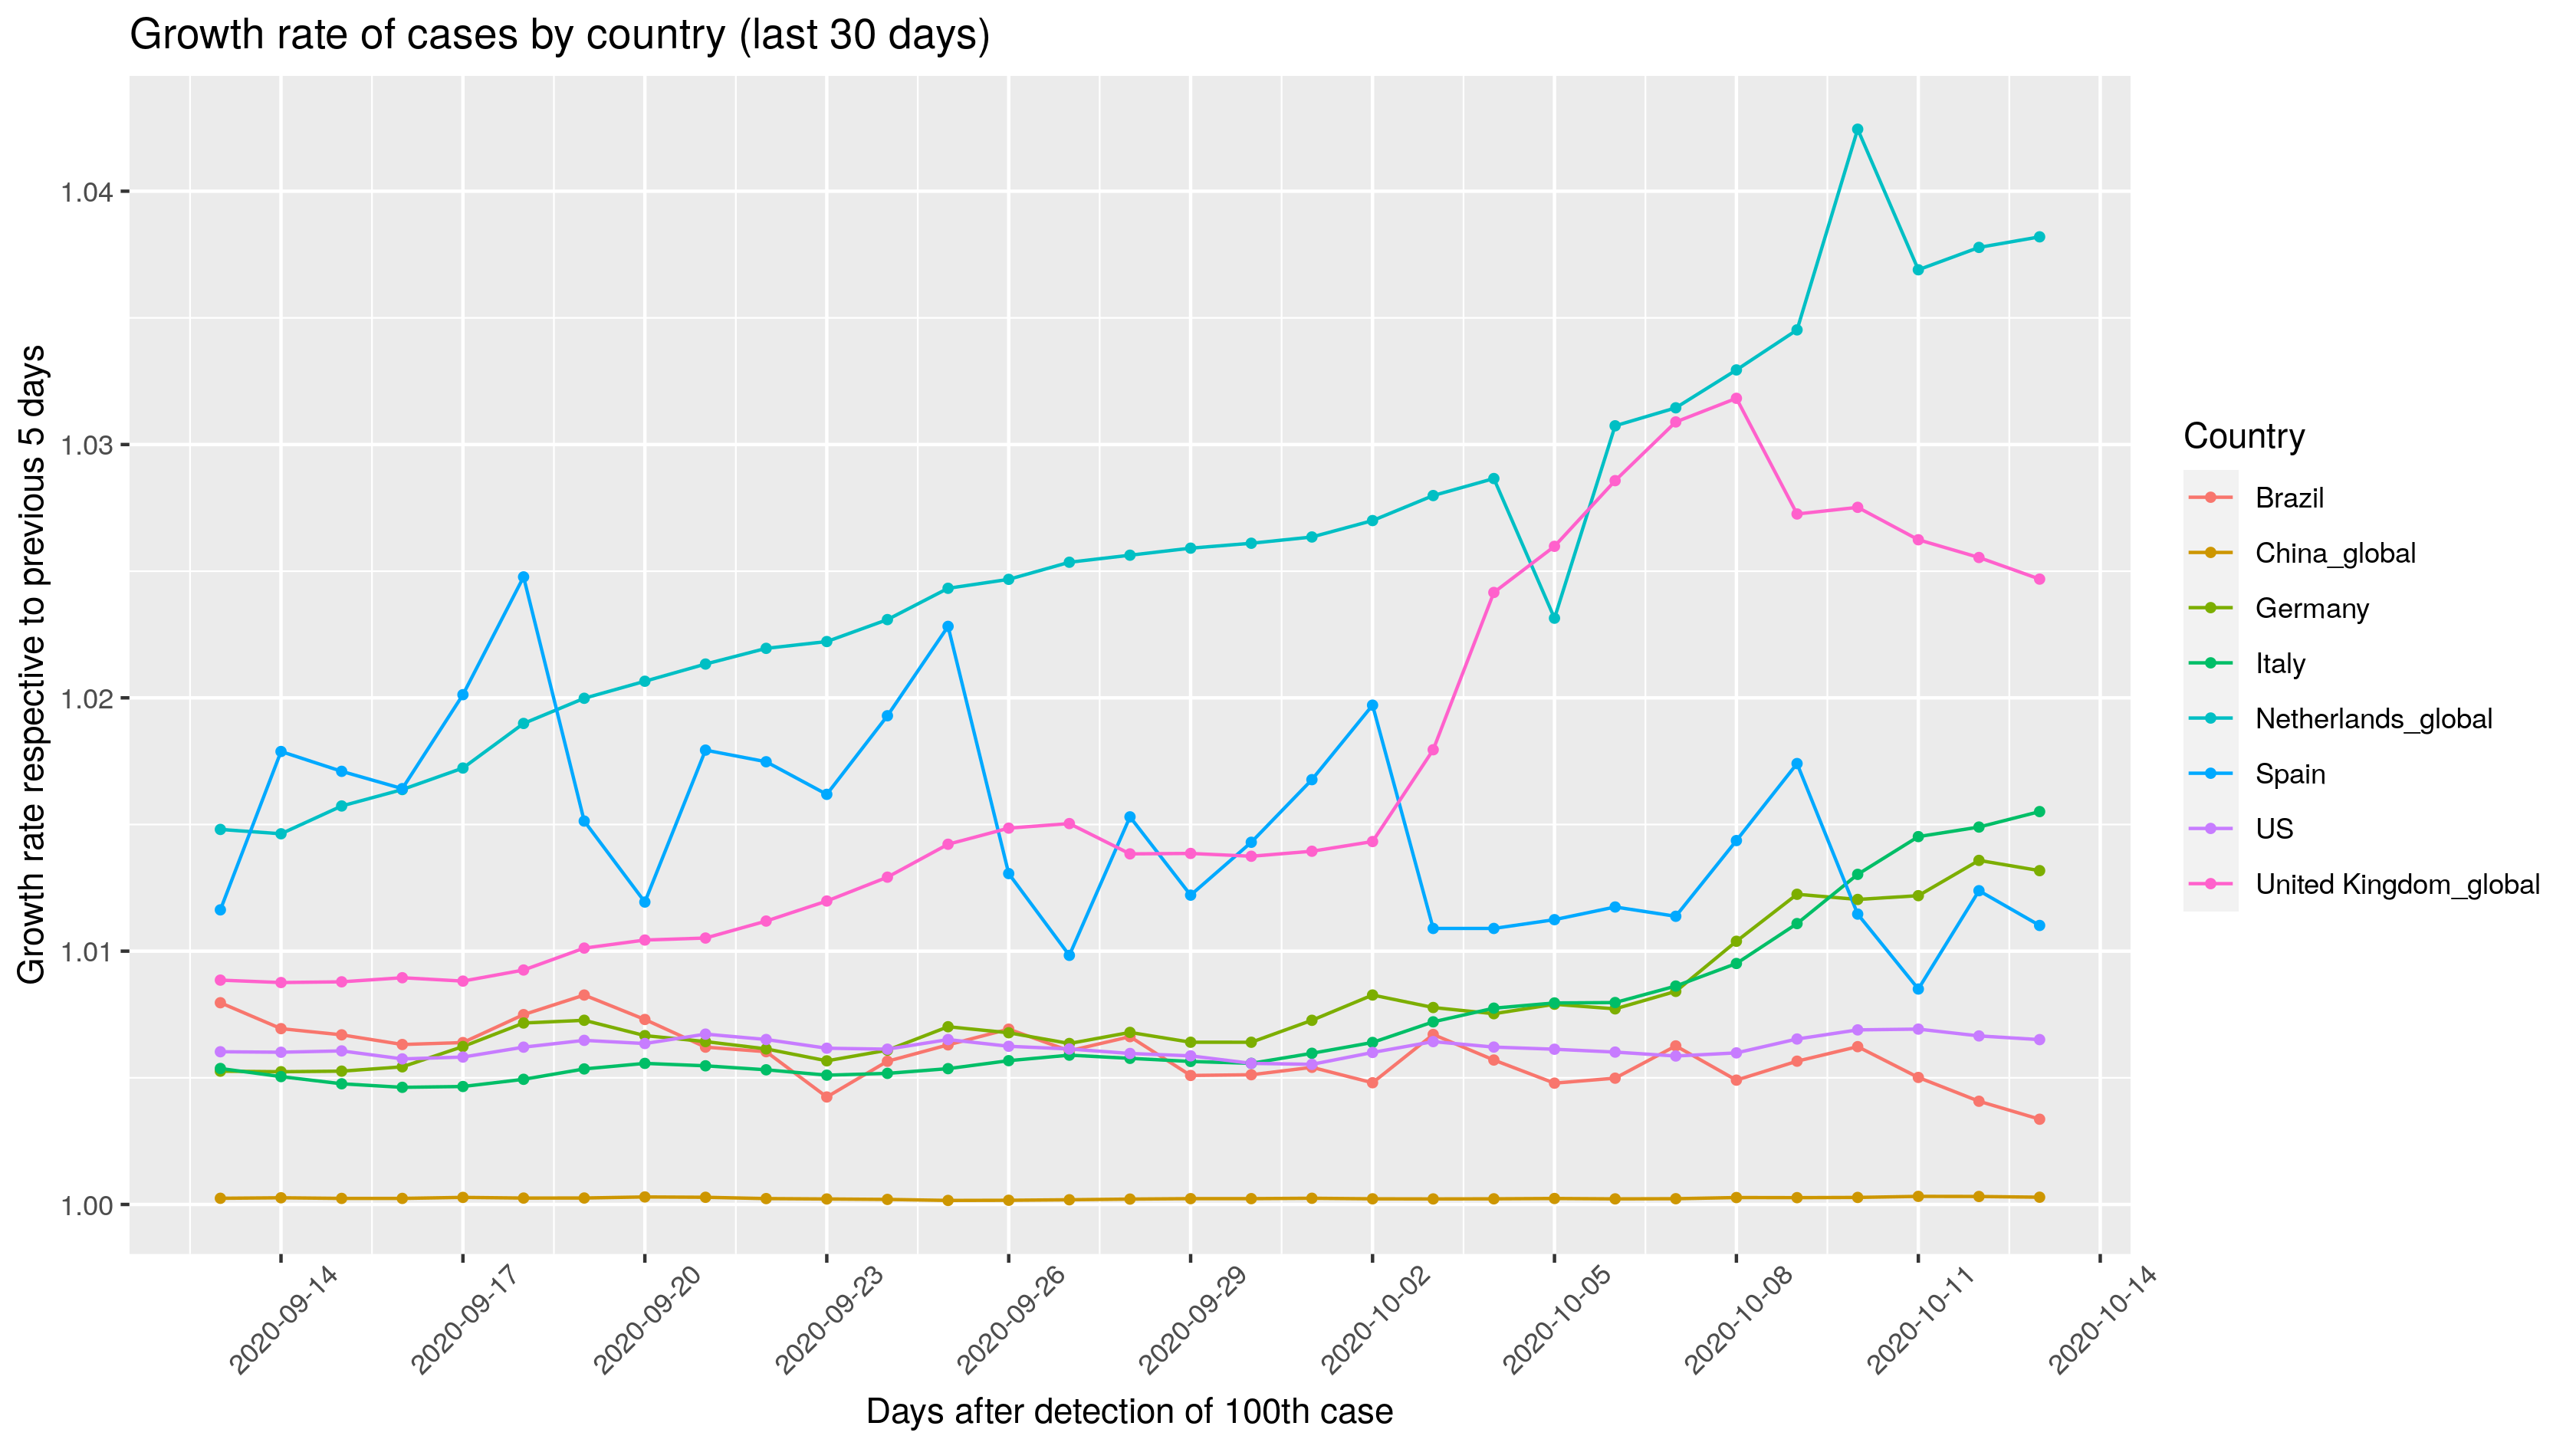 Growth rate of cases by country (last 30 days)
Growth rate respective to previous 5 days
1.04
1.03
1.02
1.01
1.00
2020-09-14
2020-09-17
2020-09-20
2020-09-23
2020-09-26
2020-09-29
2020-10-02
2020-10-05
2020-10-08
2020-10-11
2020-10-14
Days after detection of 100th case
Country
Brazil
China_global
Germany
Italy
Netherlands_global
Spain
US
United Kingdom_global